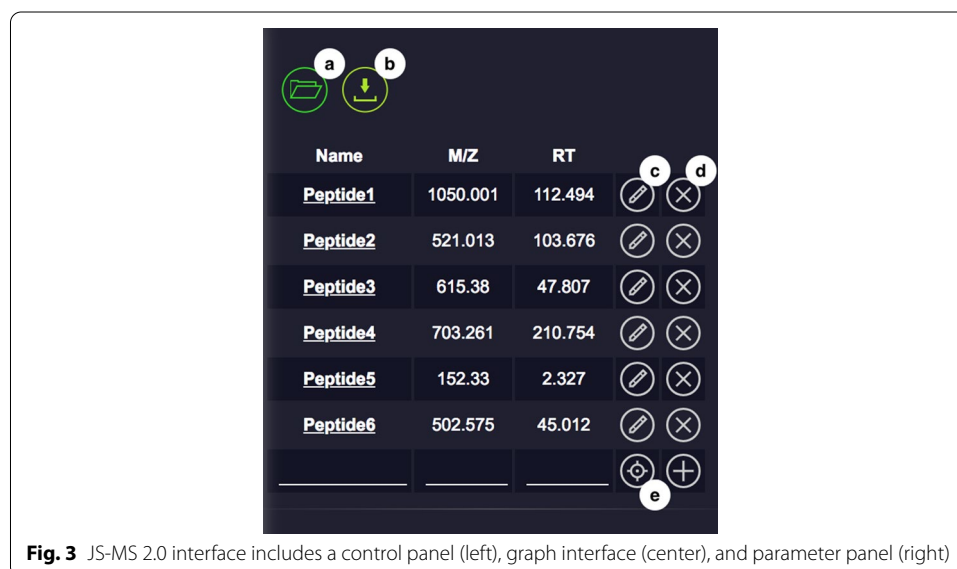 a b
Name M/Z RT
c d
Peptide1 1050.001 112.494
Peptide2 521.013 103.676
Peptide3 615.38 47.807
Peptide4 703.261 210.754
Peptide5 152.33 2.327
Peptide6 502.575 45.012
e
Fig. 3 JS-MS 2.0 interface includes a control panel (left), graph interface (center), and parameter panel (right)